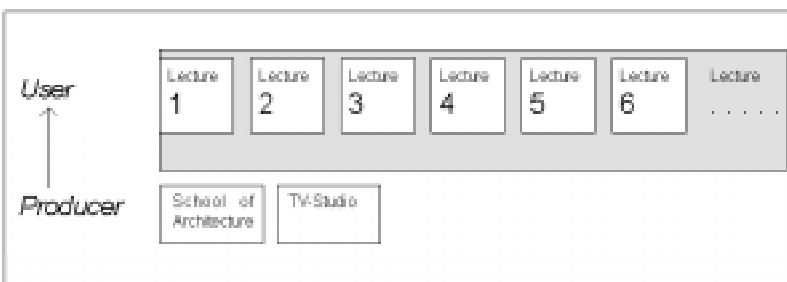 User
Lecture
1
Lecture
2
Lecture
3
Lecture
4
Lecture
5
Lecture
6
Lecture
. . . . .
Producer
School of
Architecture
TV-Studio